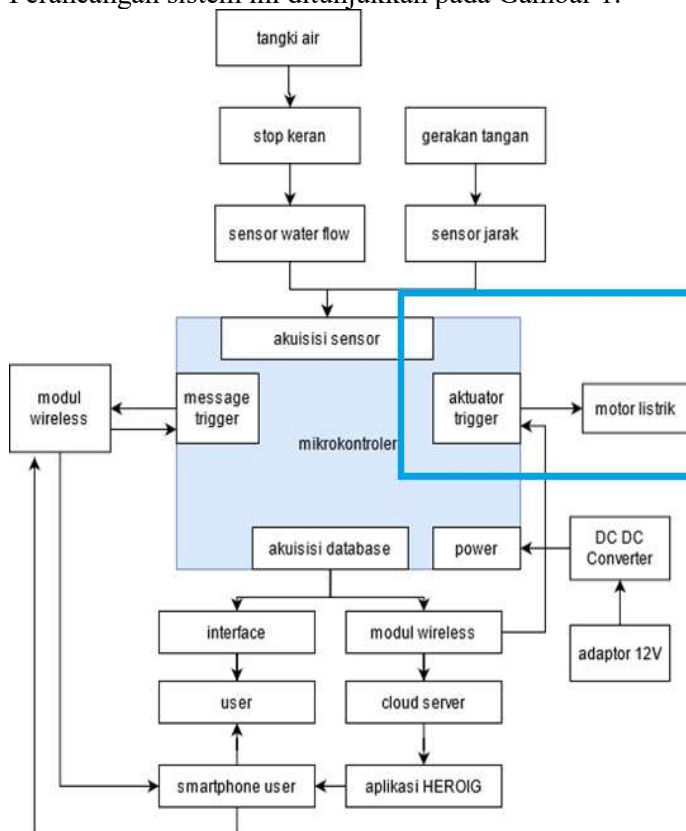 Perancangan sistem ini ditunjukkan pada Gambar 1.
tangki air
stop keran
gerakan tangan
sensor water flow
sensor jarak
akuisisi sensor
modul
wireless
message
trigger
aktuator
trigger
motor listrik
mikrokontroler
akuisisi database
power
DC DC
Converter
interface
modul wireless
adaptor 12V
user
cloud server
smartphone user
aplikasi HEROIG